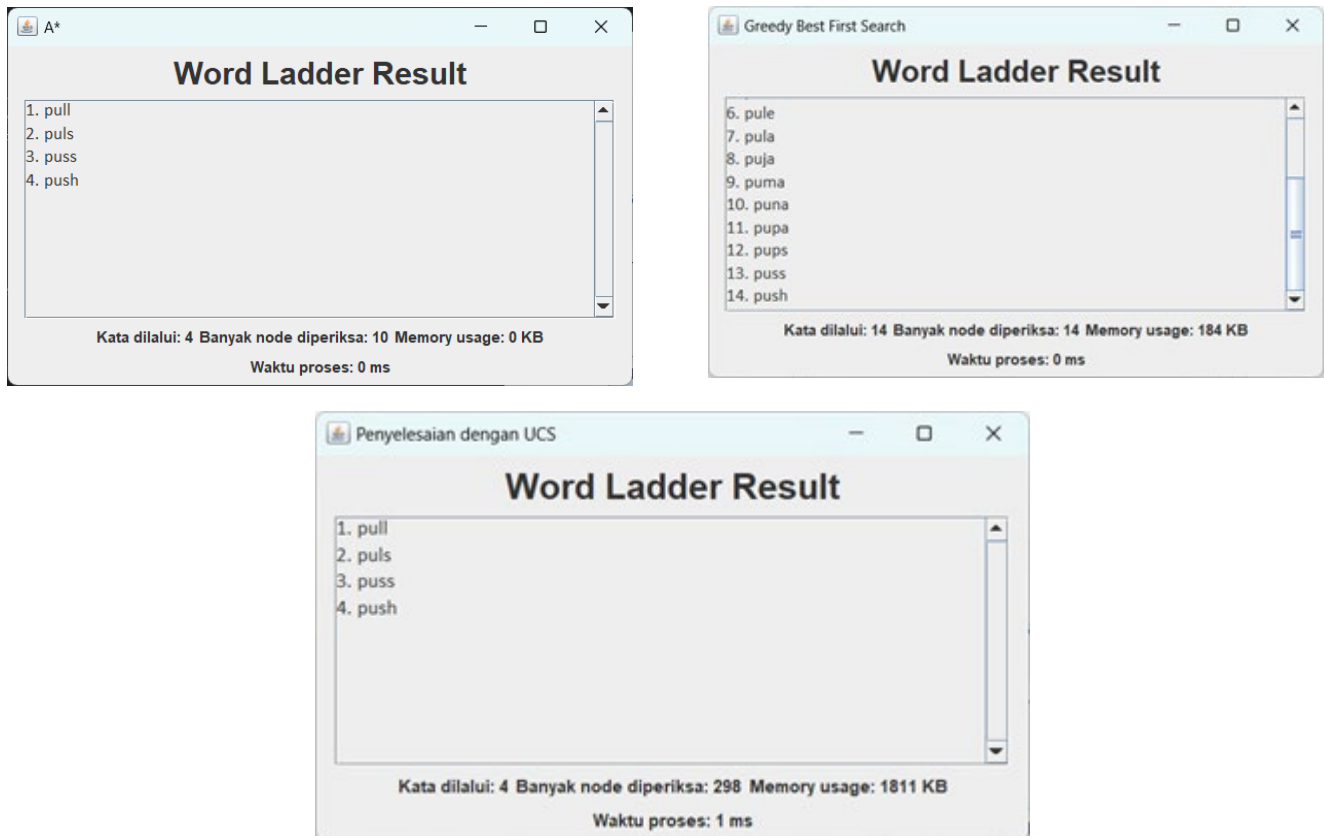 A*
Word Ladder Result
1. pull
2. puls
3. puss
4. push
Kata dilalui: 4 Banyak node diperiksa: 10 Memory usage: 0 KB
Waktu proses: 0 ms
Greedy Best First Search
Word Ladder Result
6. pule
7. pula
8. puja
9. puma
10. puna
11. pupa
12. pups
13. puss
14. push
Kata dilalui: 14 Banyak node diperiksa: 14 Memory usage: 184 KB
Waktu proses: 0 ms
Penyelesaian dengan UCS
Word Ladder Result
1. pull
2. puls
3. puss
4. push
Kata dilalui: 4 Banyak node diperiksa: 298 Memory usage: 1811 KB
Waktu proses: 1 ms